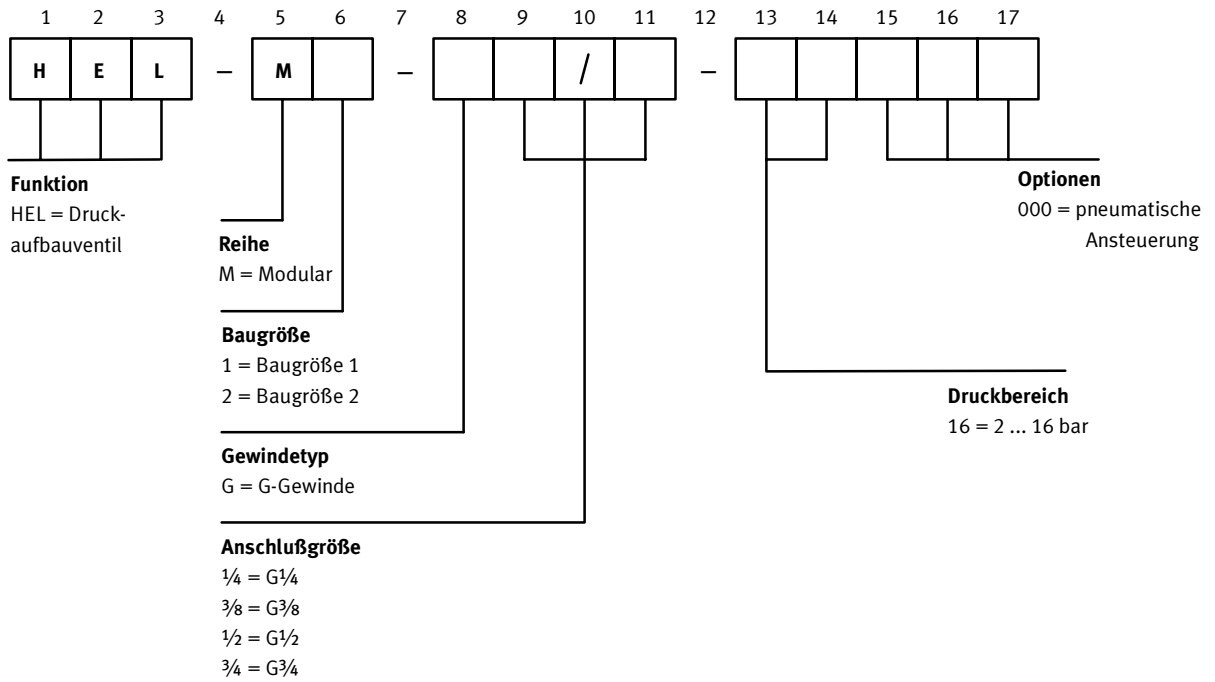 1 2 3 4 5 6 7 8 9 10 11 12 13 14 15 16 17
H E L – M – / –
Funktion
HEL = Druck-
aufbauventil
Reihe
M = Modular
Baugröße
1 = Baugröße 1
2 = Baugröße 2
Gewindetyp
G = G-Gewinde
Anschlußgröße
¼ = G¼
⅜ = G⅜
½ = G½
¾ = G¾
Optionen
000 = pneumatische
Ansteuerung
Druckbereich
16 = 2 ... 16 bar